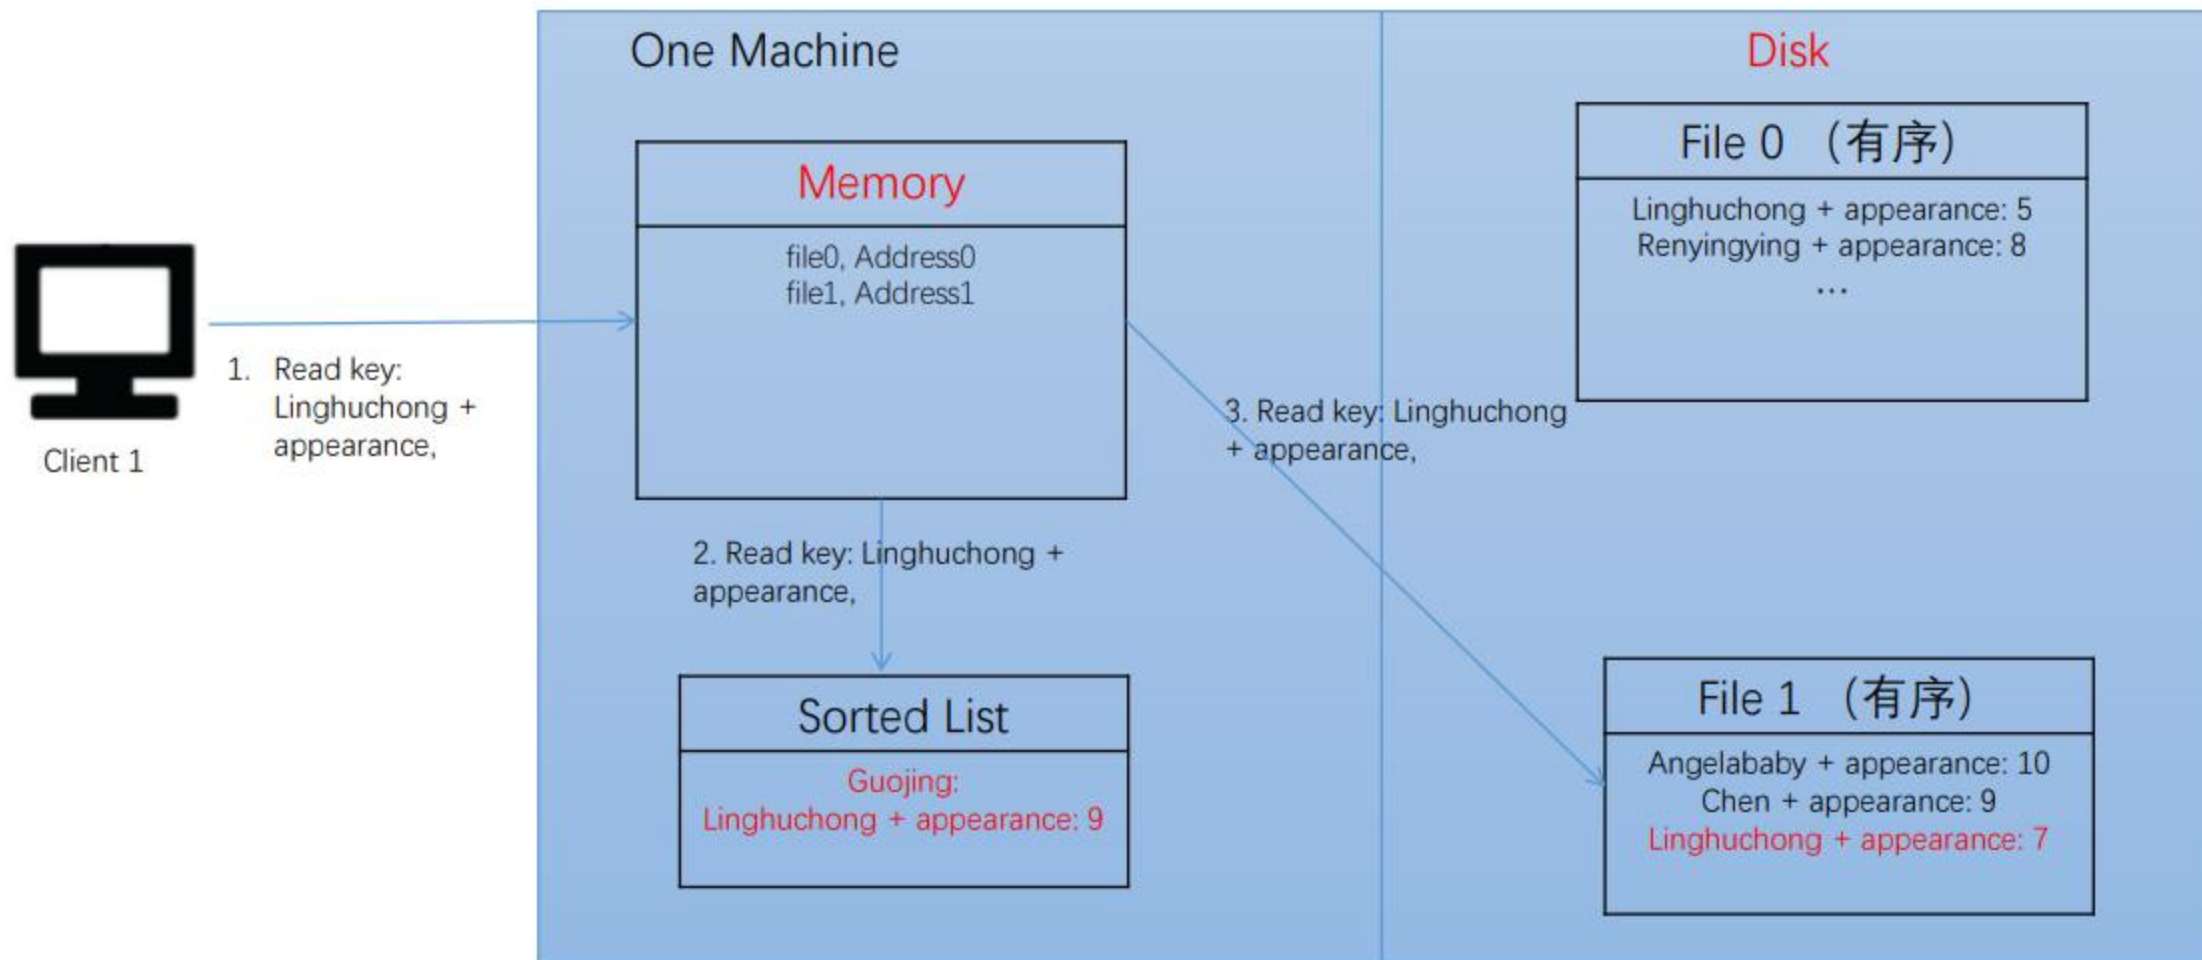 One Machine
Disk
Memory
file0, Address0
file1, Address1
File 0 （有序）
Linghuchong + appearance: 5
Renyingying + appearance: 8
...
1. Read key:
Linghuchong +
appearance,
Client 1
3. Read key: Linghuchong
+ appearance,
2. Read key: Linghuchong +
appearance,
Sorted List
Guojing:
Linghuchong + appearance: 9
File 1 （有序）
Angelababy + appearance: 10
Chen + appearance: 9
Linghuchong + appearance: 7